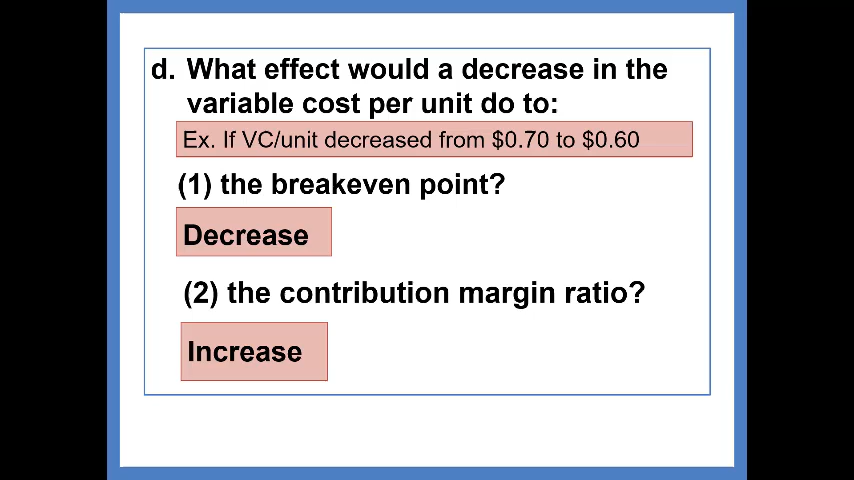 d. What effect would a decrease in the
variable cost per unit do to:
Ex. If VC/unit decreased from $0.70 to $0.60
(1) the breakeven point?
Decrease
(2) the contribution margin ratio?
Increase